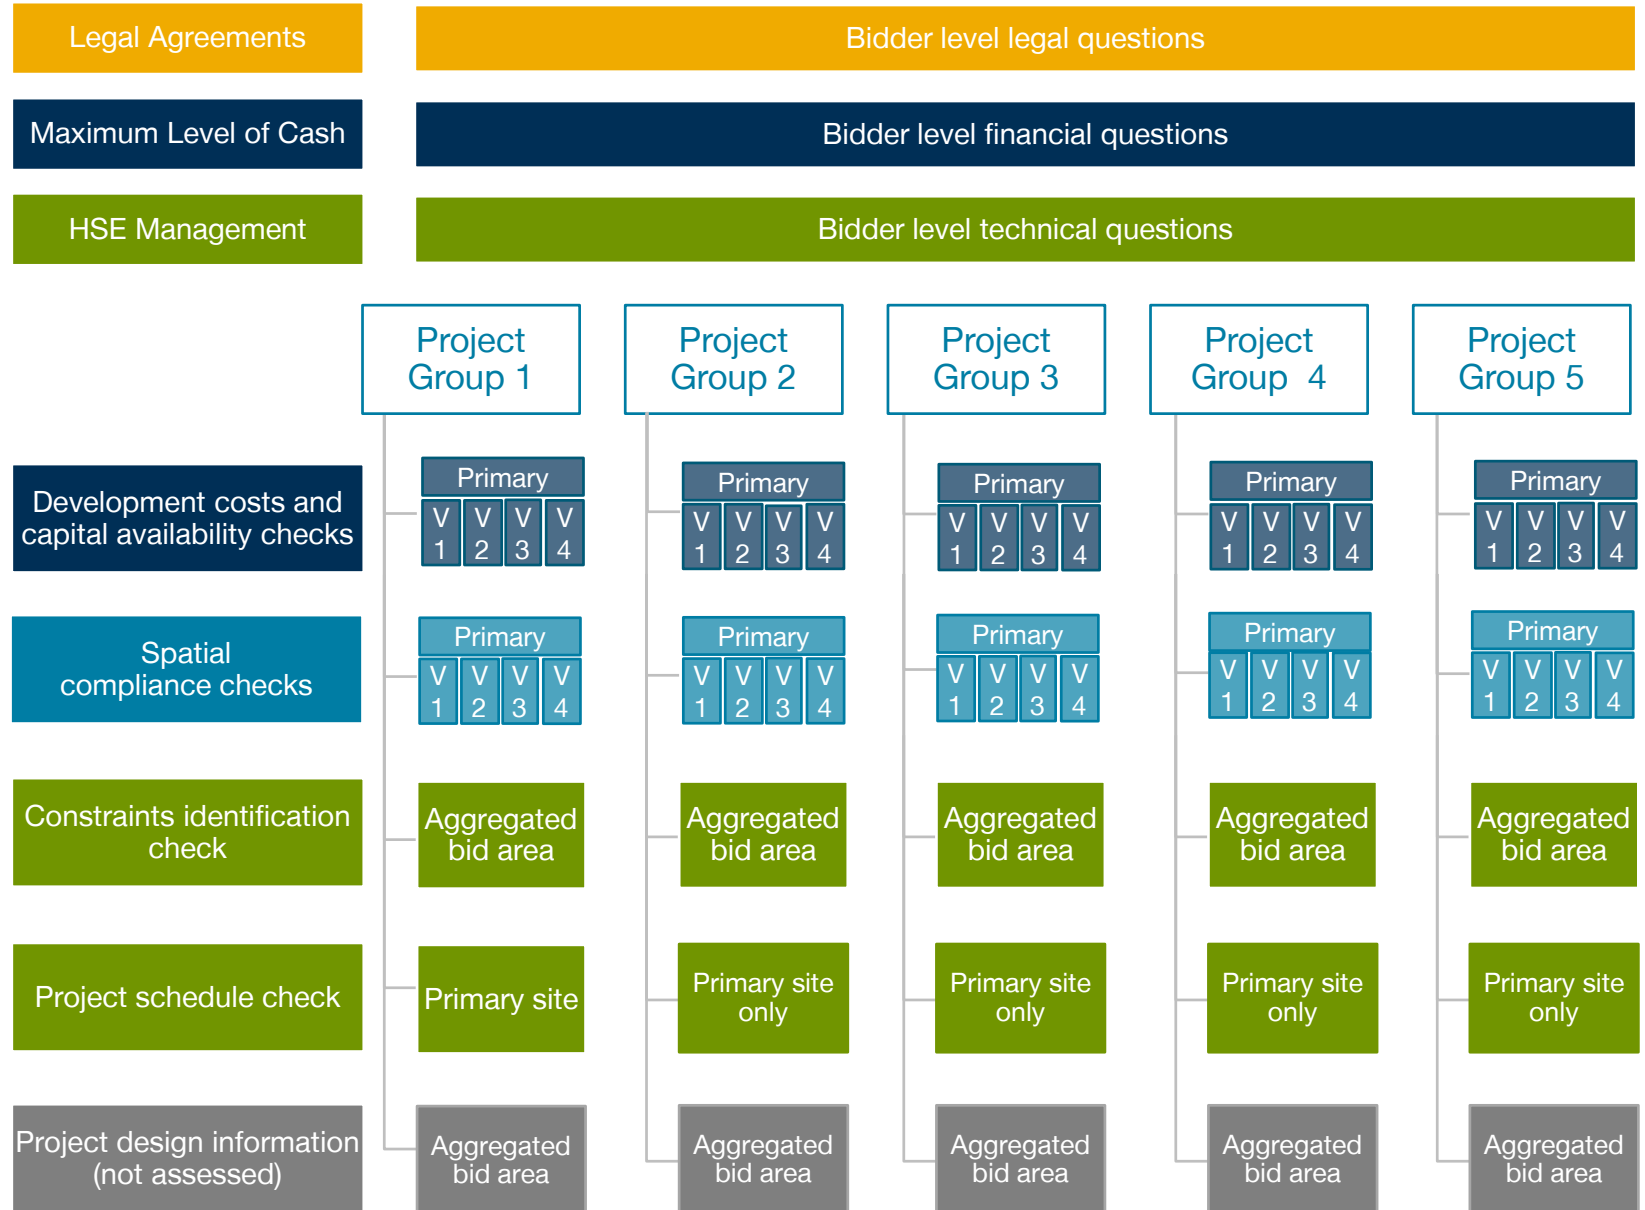 Legal Agreements
Bidder level legal questions
Maximum Level of Cash
Bidder level financial questions
HSE Management
Bidder level technical questions
Project
Group 1
Project
Group 2
Project
Group 3
Project
Group 4
Project
Group 5
Development costs and
capital availability checks
Primary
V V V V
1 2 3 4
Primary
V V V V
1 2 3 4
Primary
V V V V
1 2 3 4
Primary
V V V V
1 2 3 4
Primary
V V V V
1 2 3 4
Spatial
compliance checks
Primary
V V V V
1 2 3 4
Primary
V V V V
1 2 3 4
Primary
V V V V
1 2 3 4
Primary
V V V V
1 2 3 4
Primary
V V V V
1 2 3 4
Constraints identification
check
Aggregated
bid area
Aggregated
bid area
Aggregated
bid area
Aggregated
bid area
Aggregated
bid area
Project schedule check
Primary site
Primary site
only
Primary site
only
Primary site
only
Primary site
only
Project design information
(not assessed)
Aggregated
bid area
Aggregated
bid area
Aggregated
bid area
Aggregated
bid area
Aggregated
bid area